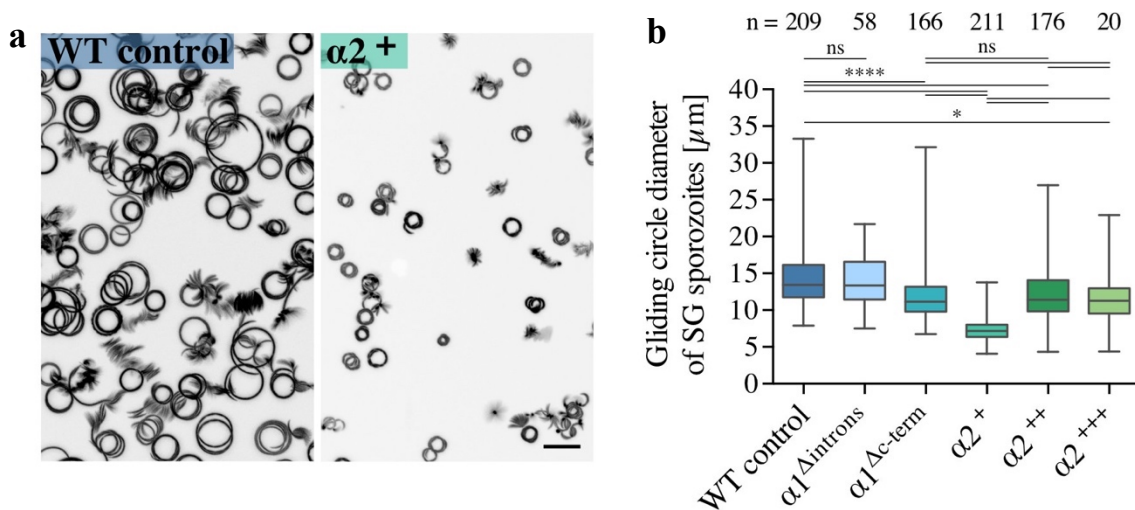 a
WT control
α2 +
b
n = 209 58 166 211 176 20
ns ns
****
*
Gliding circle diameter
of SG sporozoites [µm]
40
35
30
25
20
15
10
5
0
WT control
α1Δintrons
α1Δc-term
α2+
α2++
α2+++